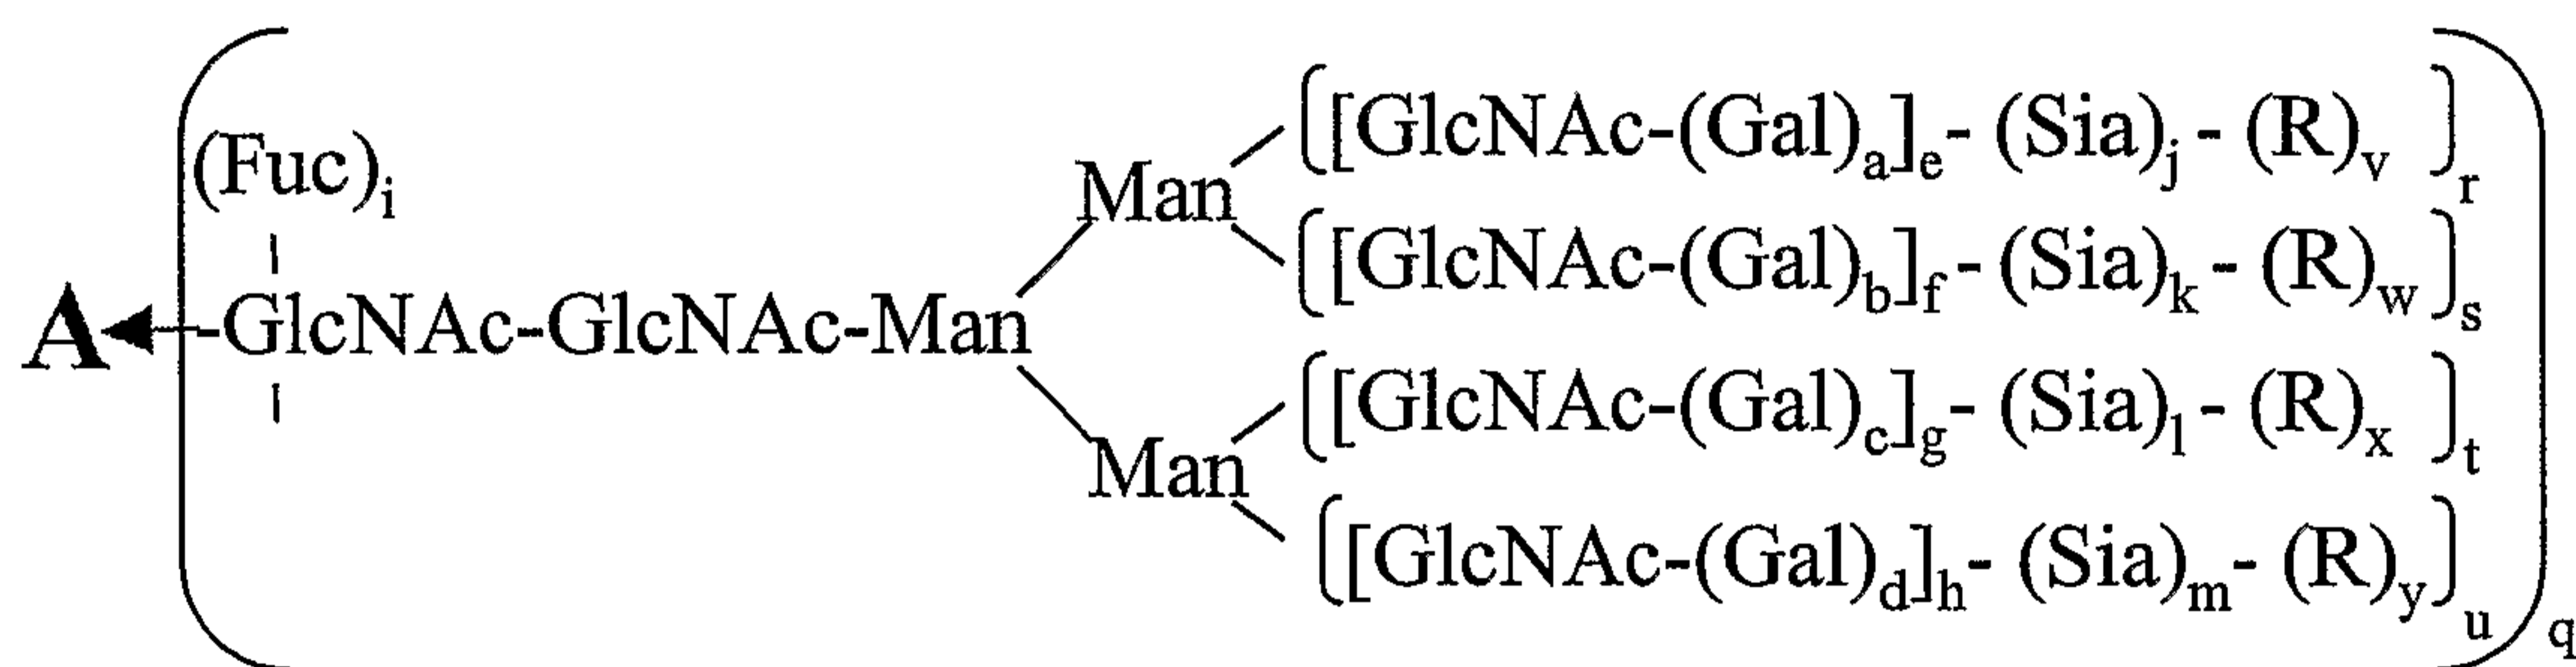 ([GlcNAc-(Gal)a]e- (Sia)j- (R)v )r
(Fuc)i
Man
([GlcNAc-(Gal)b]f- (Sia)k- (R)w)s
A -GlcNAc-GlcNAc-Man
([GlcNAc-(Gal)c]g- (Sia)l- (R)x )t
Man
([GlcNAc-(Gal)d]h- (Sia)m- (R)y)u
q